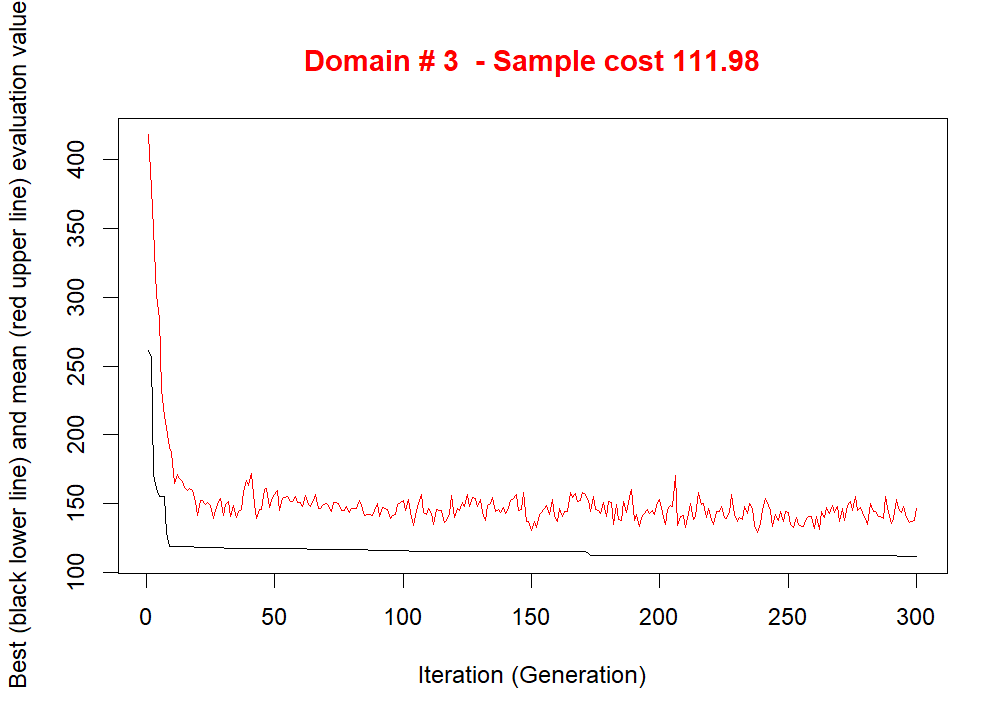 Domain # 3  - Sample cost 111.98
Best (black lower line) and mean (red upper line) evaluation value
400
350
300
250
200
150
100
0 50 100 150 200 250 300
Iteration (Generation)